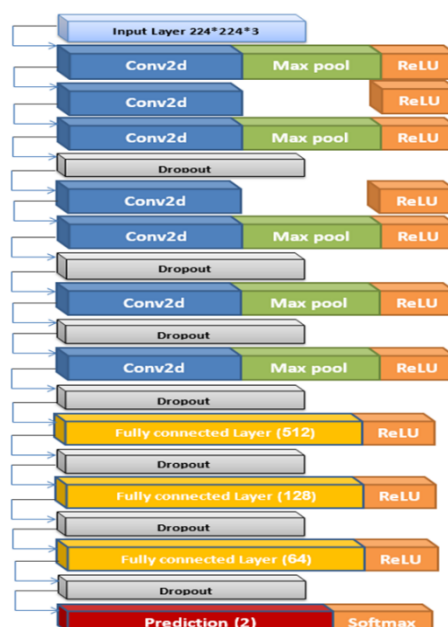 Input Layer 224*224*3
Conv2d Max pool ReLU
Conv2d ReLU
Conv2d Max pool ReLU
Dropout
Conv2d ReLU
Conv2d Max pool ReLU
Dropout
Conv2d Max pool ReLU
Dropout
Conv2d Max pool ReLU
Dropout
Fully connected Layer (512) ReLU
Dropout
Fully connected Layer (128) ReLU
Dropout
Fully connected Layer (64) ReLU
Dropout
Prediction (2) Softmax